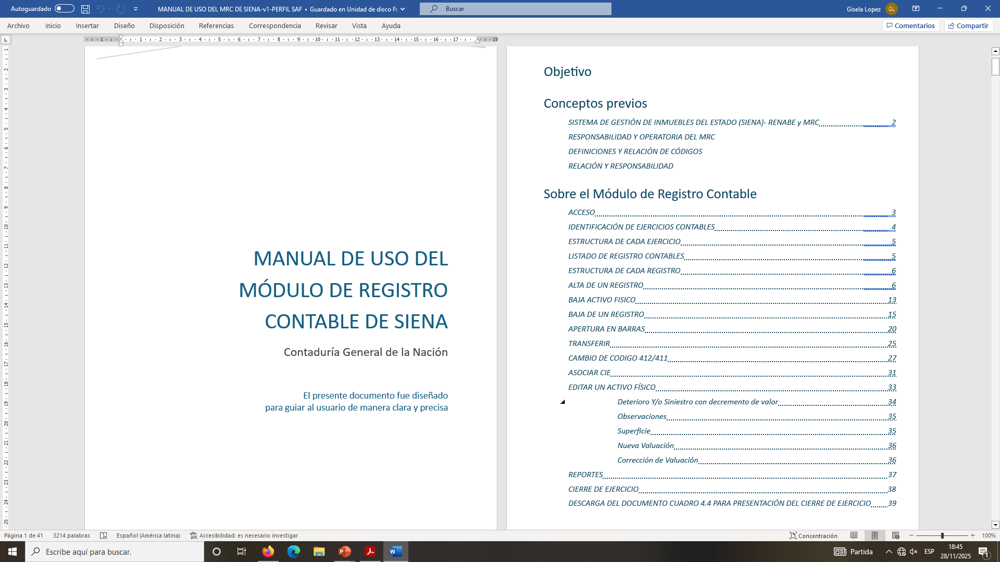 Autoguardado
MANUAL DE USO DEL MRC DE SIENA-v1-PERFIL SAF • Guardado en Unidad de disco F:
Buscar
Gisela Lopez
GL
Archivo Inicio Insertar Diseño Disposición Referencias Correspondencia Revisar Vista Ayuda
Comentarios
Compartir
MANUAL DE USO DEL
MÓDULO DE REGISTRO
CONTABLE DE SIENA
Contaduría General de la Nación
El presente documento fue diseñado
para guiar al usuario de manera clara y precisa
Objetivo
Conceptos previos
SISTEMA DE GESTIÓN DE INMUEBLES DEL ESTADO (SIENA)- RENABE y MRC 2
RESPONSABILIDAD Y OPERATORIA DEL MRC
DEFINICIONES Y RELACIÓN DE CÓDIGOS
RELACIÓN Y RESPONSABILIDAD
Sobre el Módulo de Registro Contable
ACCESO 3
IDENTIFICACIÓN DE EJERCICIOS CONTABLES 4
ESTRUCTURA DE CADA EJERCICIO 5
LISTADO DE REGISTRO CONTABLES 5
ESTRUCTURA DE CADA REGISTRO 6
ALTA DE UN REGISTRO 6
BAJA ACTIVO FISICO 13
BAJA DE UN REGISTRO 15
APERTURA EN BARRAS 20
TRANSFERIR 25
CAMBIO DE CODIGO 412/411 27
ASOCIAR CIE 31
EDITAR UN ACTIVO FÍSICO 33
Deterioro Y/o Siniestro con decremento de valor 34
Observaciones 35
Superficie 35
Nueva Valuación 36
Corrección de Valuación 36
REPORTES 37
CIERRE DE EJERCICIO 38
DESCARGA DEL DOCUMENTO CUADRO 4.4 PARA PRESENTACIÓN DEL CIERRE DE EJERCICIO 39
Página 1 de 41 3214 palabras Español (América latina) Accesibilidad: es necesario investigar
Concentración
100%
Escribe aquí para buscar.
Partida
ESP
18:45
28/11/2025
1